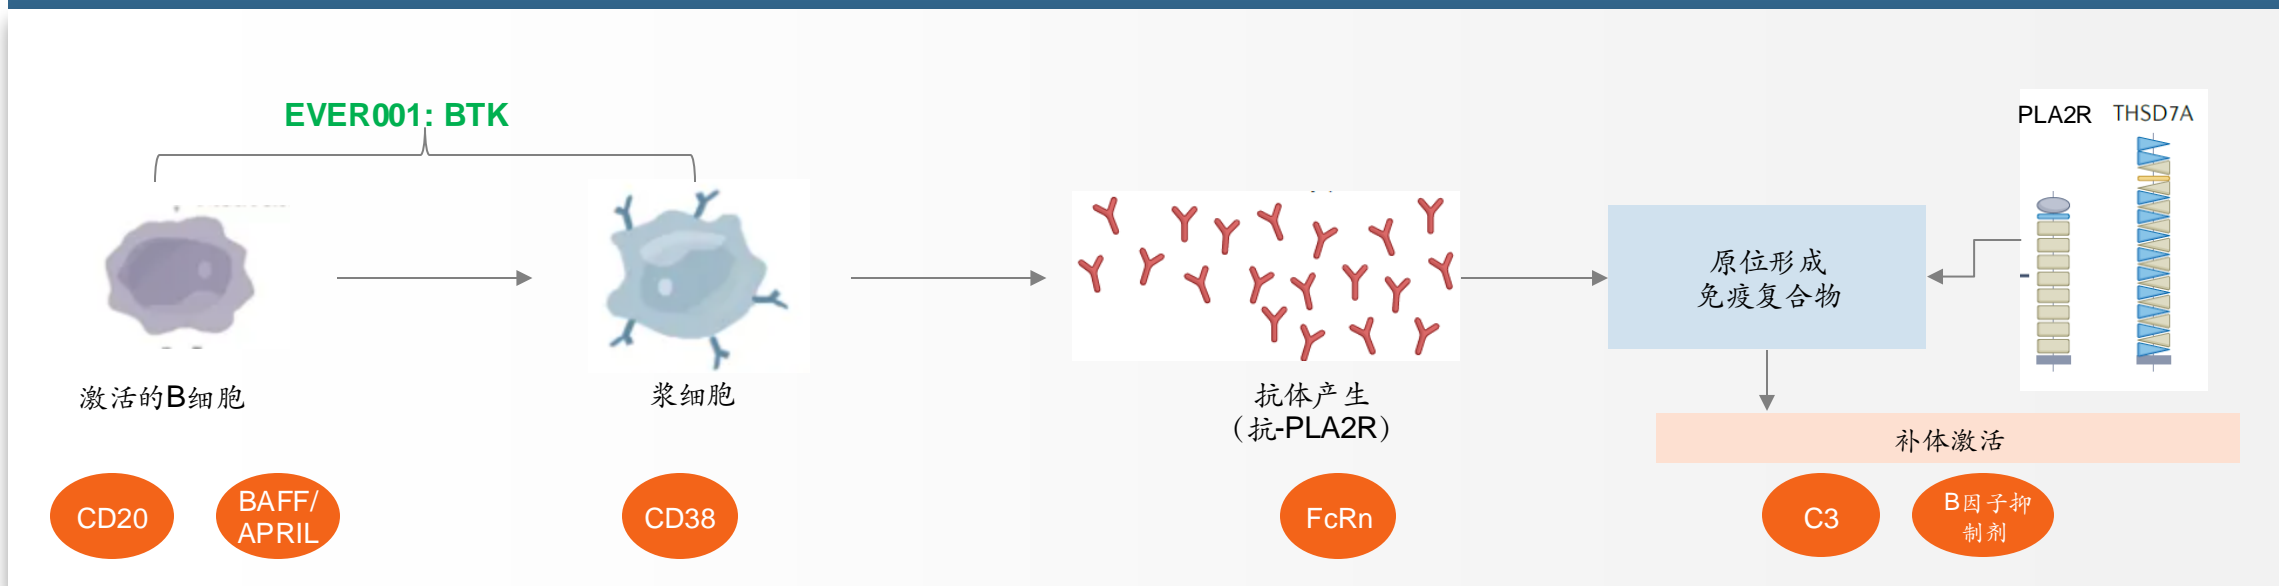 EVER001: BTK
PLA2R THSD7A
原位形成
免疫复合物
激活的B细胞
浆细胞
抗体产生
（抗-PLA2R）
补体激活
CD20
BAFF/
APRIL
CD38
FcRn
C3
B因子抑
制剂